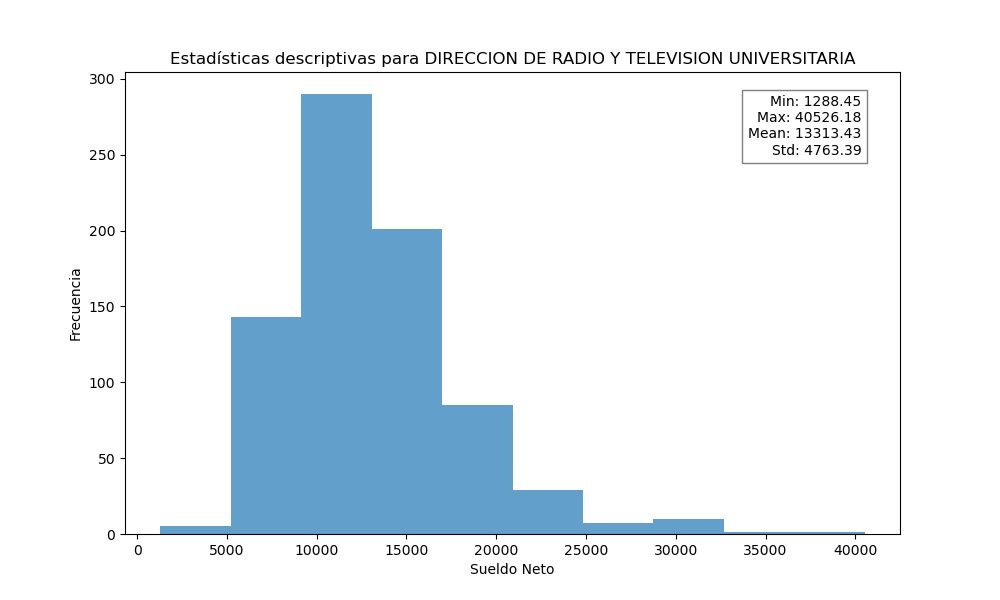 Estadísticas descriptivas para DIRECCION DE RADIO Y TELEVISION UNIVERSITARIA
Min: 1288.45
Max: 40526.18
Mean: 13313.43
Std: 4763.39
Frecuencia
300
250
200
150
100
50
0
0 5000 10000 15000 20000 25000 30000 35000 40000
Sueldo Neto